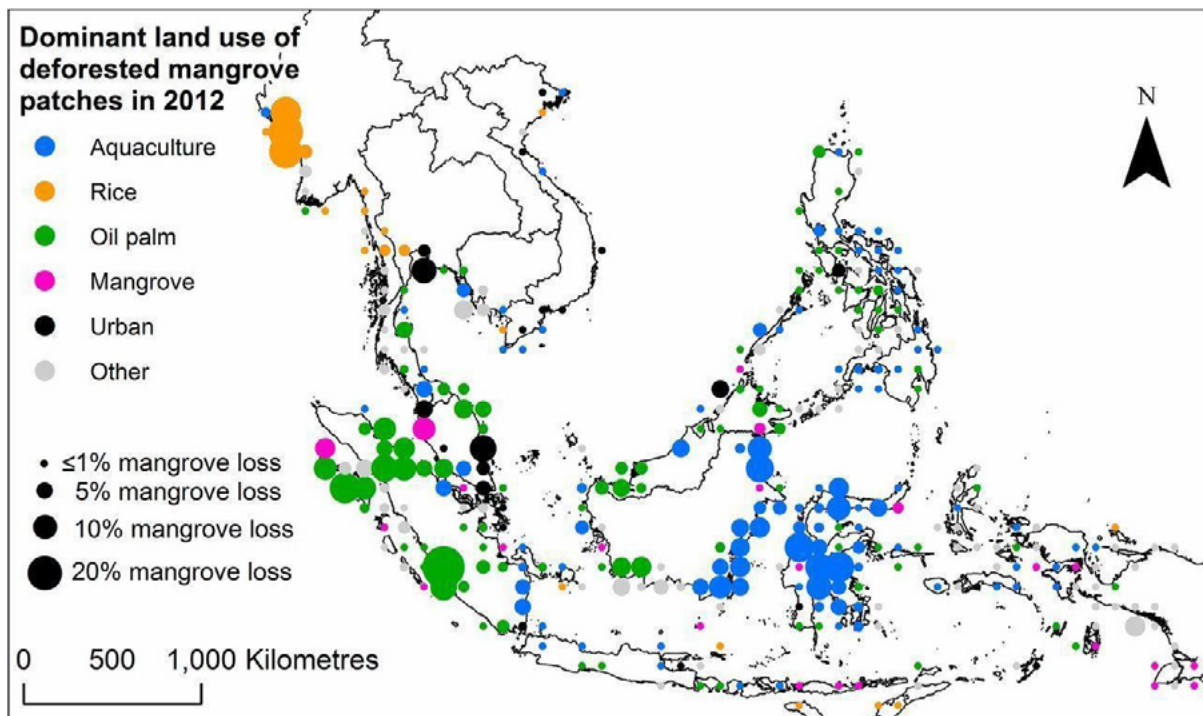 Dominant land use of
deforested mangrove
patches in 2012
Aquaculture
Rice
Oil palm
Mangrove
Urban
Other
≤1% mangrove loss
5% mangrove loss
10% mangrove loss
20% mangrove loss
0 500 1,000 Kilometres
N